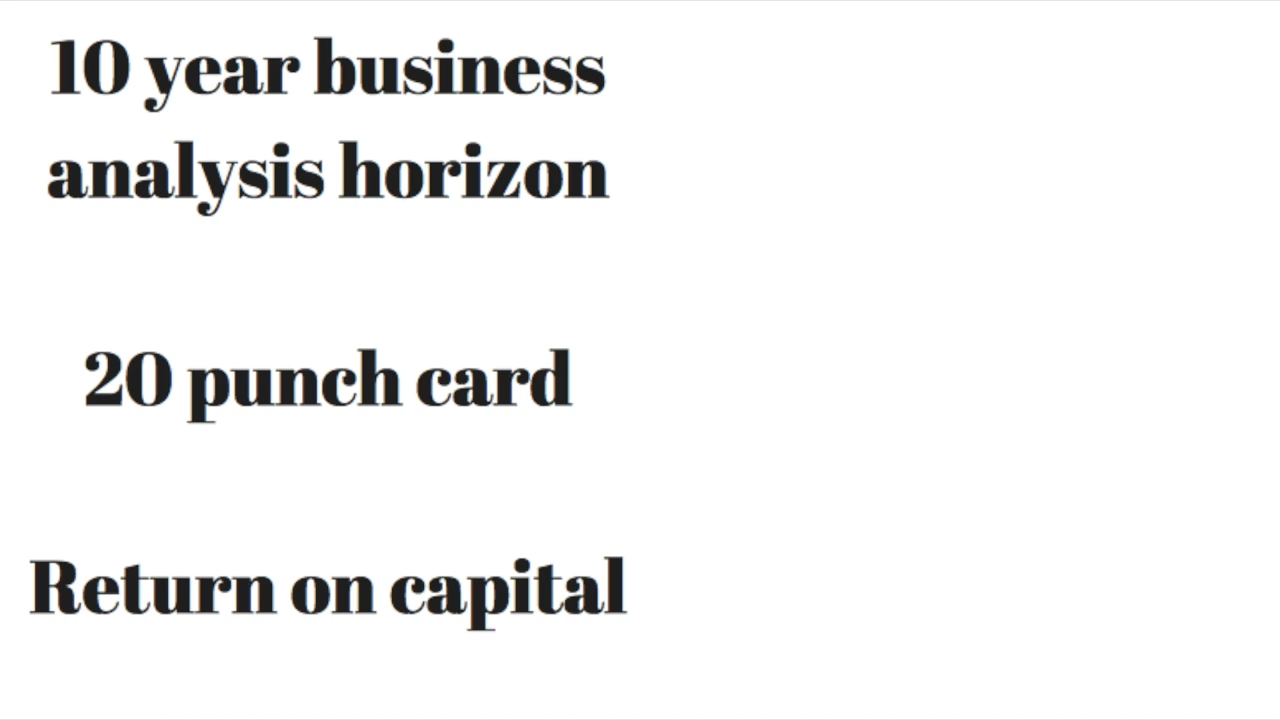 10 year business
analysis horizon
20 punch card
Return on capital